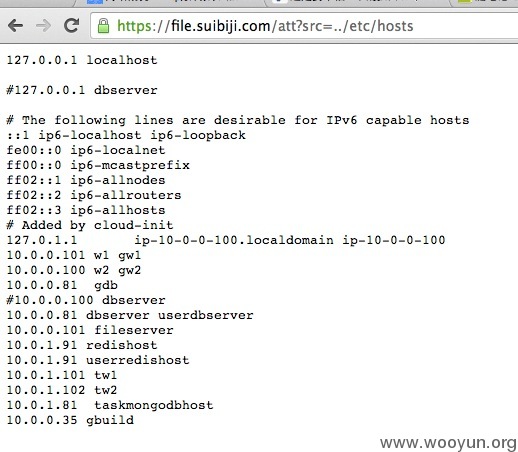 https://file.suibiji.com/att?src=../etc/hosts
127.0.0.1 localhost
#127.0.0.1 dbserver
# The following lines are desirable for IPv6 capable hosts
::1 ip6-localhost ip6-loopback
fe00::0 ip6-localnet
ff00::0 ip6-mcastprefix
ff02::1 ip6-allnodes
ff02::2 ip6-allrouters
ff02::3 ip6-allhosts
# Added by cloud-init
127.0.1.1 ip-10-0-0-100.localdomain ip-10-0-0-100
10.0.0.101 w1 gw1
10.0.0.100 w2 gw2
10.0.0.81 gdb
#10.0.0.100 dbserver
10.0.0.81 dbserver userdbserver
10.0.0.101 fileserver
10.0.1.91 redishost
10.0.1.91 userredishost
10.0.1.101 tw1
10.0.1.102 tw2
10.0.1.81 taskmongodbhost
10.0.0.35 gbuild
www.wooyun.org